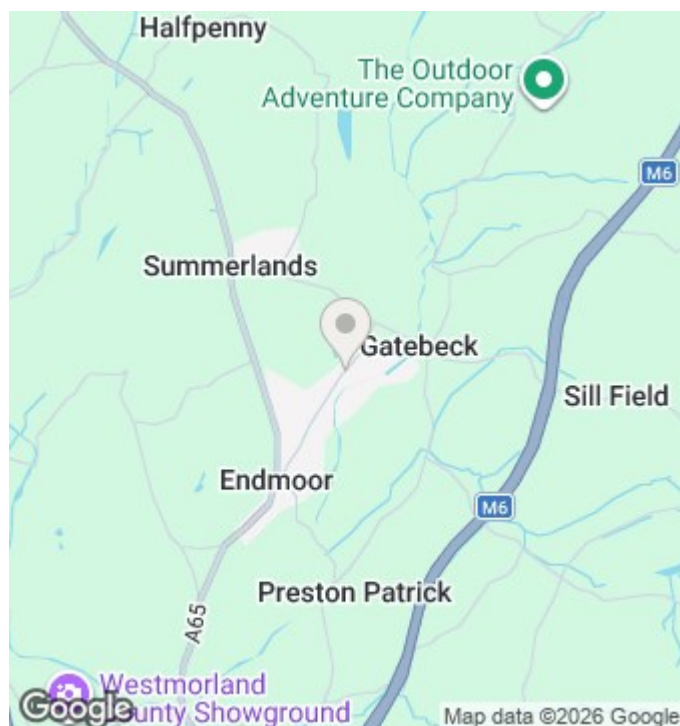 Halfpenny
The Outdoor
Adventure Company
M6
Summerlands
Gatebeck
Sill Field
Endmoor
M6
Preston Patrick
A65
Westmorland
County Showground
Google
Map data ©2026 Google